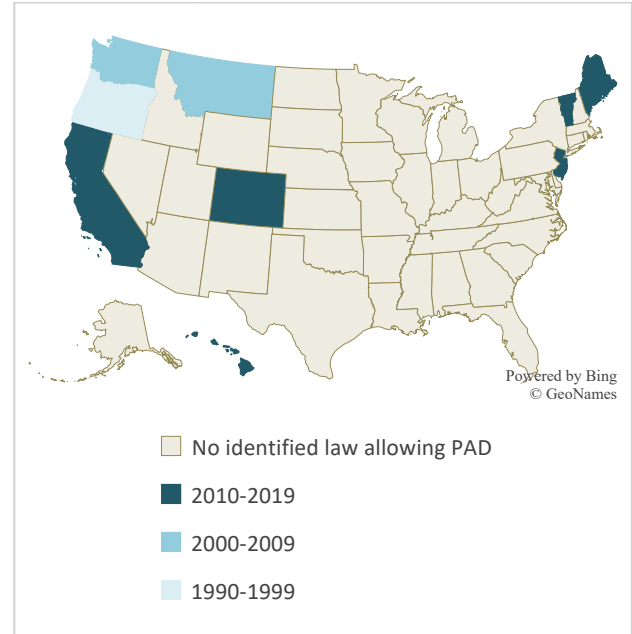 Powered by Bing
© GeoNames
No identified law allowing PAD
2010-2019
2000-2009
1990-1999